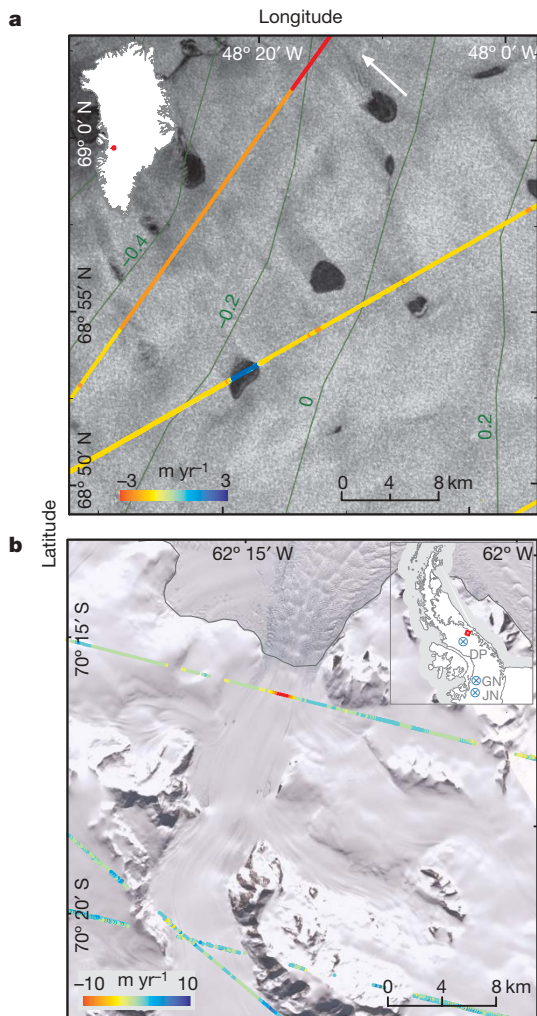 Longitude
a
48° 20′ W
48° 0′ W
69° 0′ N
−0.4
−0.2
68° 55′ N
0
0.2
68° 50′ N
m yr⁻¹
−3
3
0 4 8 km
Latitude
b
62° 15′ W
62° W
70° 15′ S
DP
GN
JN
70° 20′ S
m yr⁻¹
−10
10
0 4 8 km